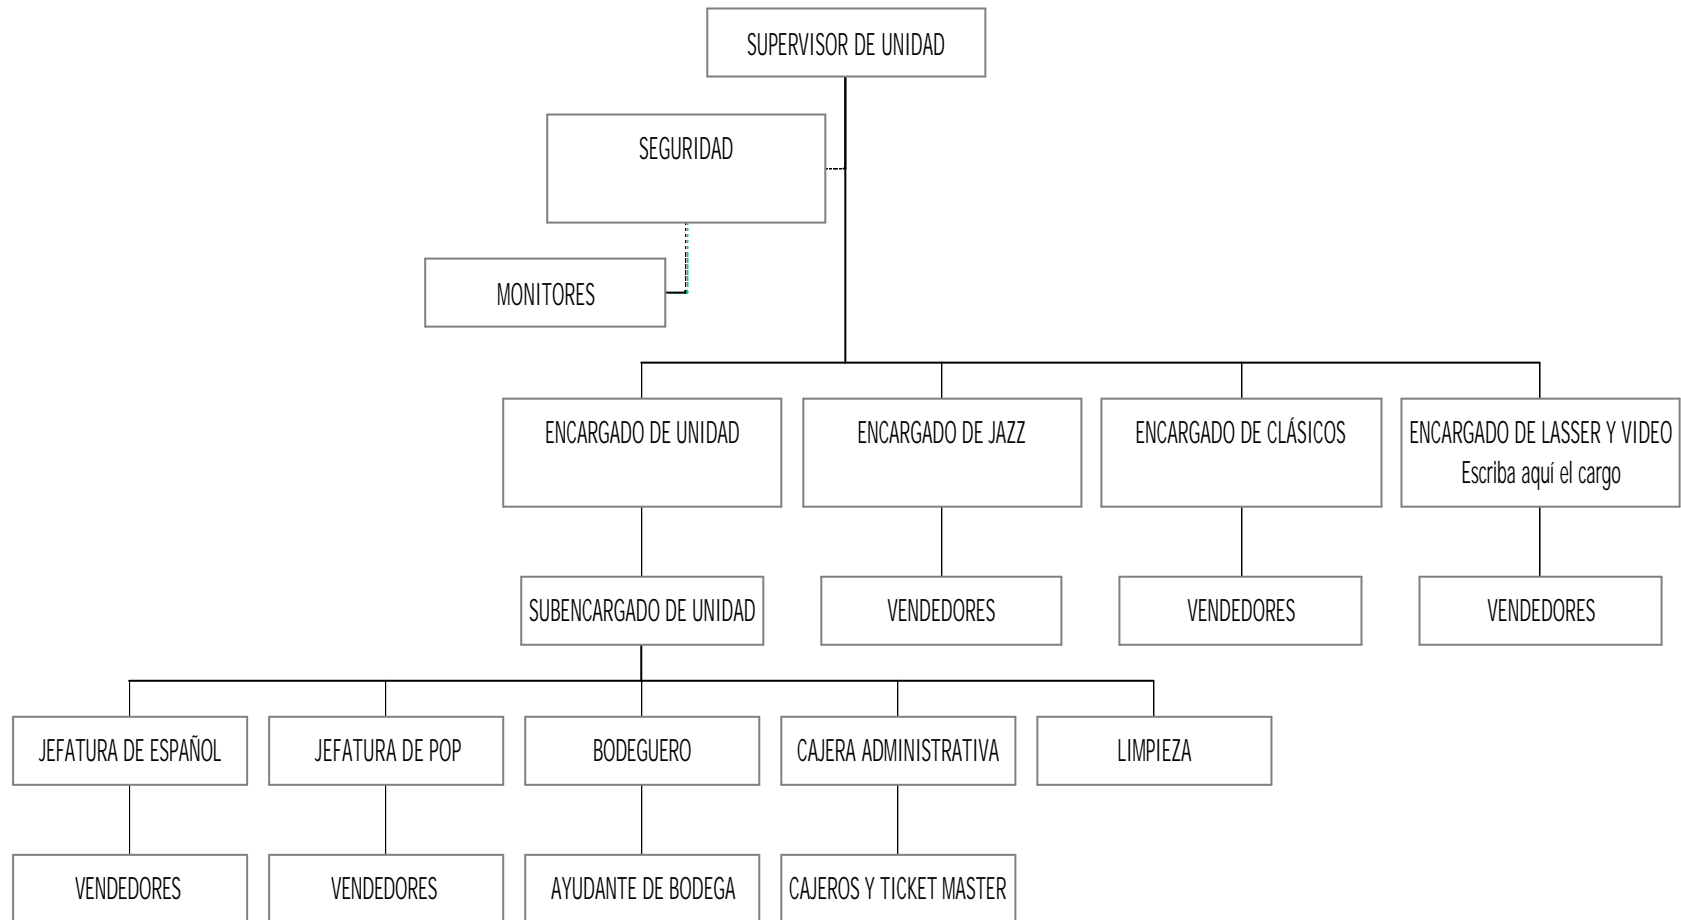 SUPERVISOR DE UNIDAD
SEGURIDAD
MONITORES
ENCARGADO DE UNIDAD
ENCARGADO DE JAZZ
ENCARGADO DE CLÁSICOS
ENCARGADO DE LASSER Y VIDEO
Escriba aquí el cargo
SUBENCARGADO DE UNIDAD
VENDEDORES
VENDEDORES
VENDEDORES
JEFATURA DE ESPAÑOL
JEFATURA DE POP
BODEGUERO
CAJERA ADMINISTRATIVA
LIMPIEZA
VENDEDORES
VENDEDORES
AYUDANTE DE BODEGA
CAJEROS Y TICKET MASTER